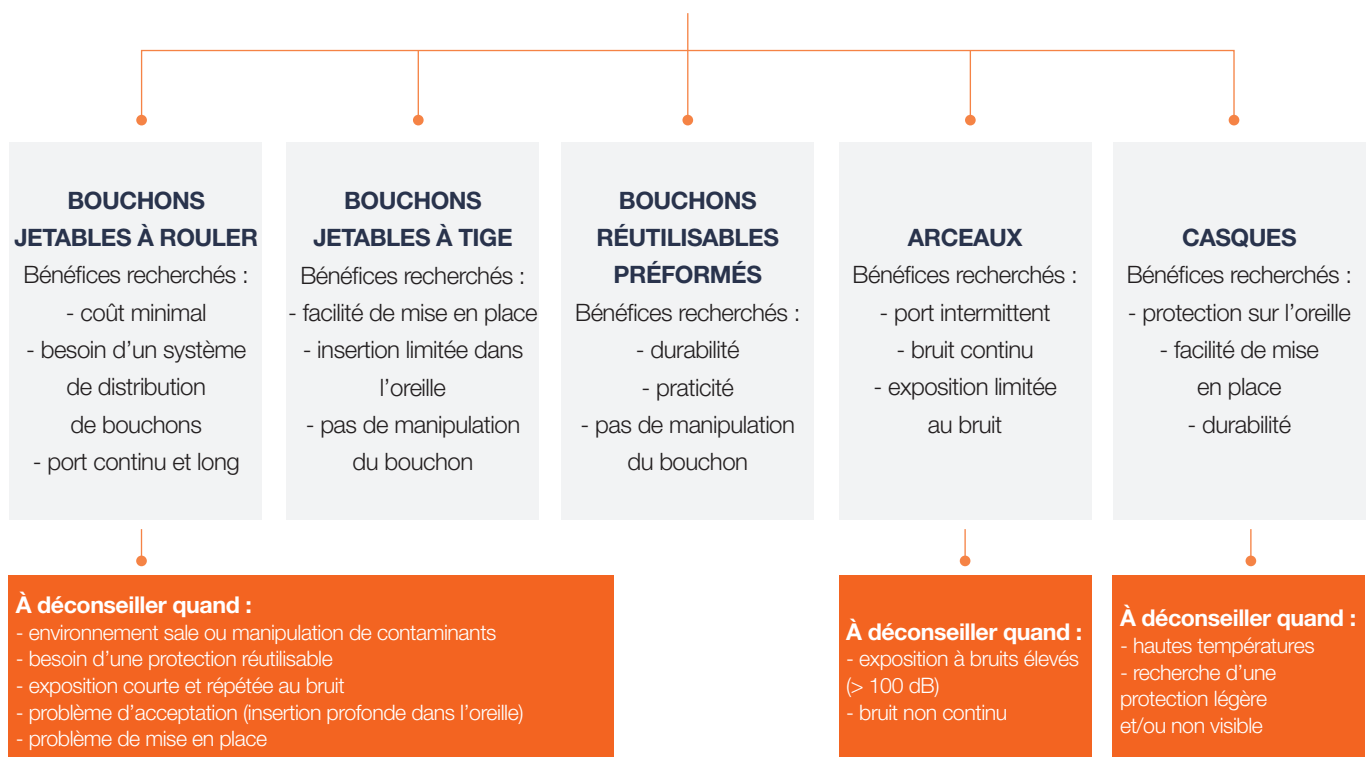 BOUCHONS
JETABLES À ROULER
Bénéfices recherchés :
- coût minimal
- besoin d’un système
de distribution
de bouchons
- port continu et long
BOUCHONS
JETABLES À TIGE
Bénéfices recherchés :
- facilité de mise en place
- insertion limitée dans
l’oreille
- pas de manipulation
du bouchon
BOUCHONS
RÉUTILISABLES
PRÉFORMÉS
Bénéfices recherchés :
- durabilité
- praticité
- pas de manipulation
du bouchon
ARCEAUX
Bénéfices recherchés :
- port intermittent
- bruit continu
- exposition limitée
au bruit
CASQUES
Bénéfices recherchés :
- protection sur l’oreille
- facilité de mise
en place
- durabilité
À déconseiller quand :
- environnement sale ou manipulation de contaminants
- besoin d’une protection réutilisable
- exposition courte et répétée au bruit
- problème d’acceptation (insertion profonde dans l’oreille)
- problème de mise en place
À déconseiller quand :
- exposition à bruits élevés
(> 100 dB)
- bruit non continu
À déconseiller quand :
- hautes températures
- recherche d’une
protection légère
et/ou non visible